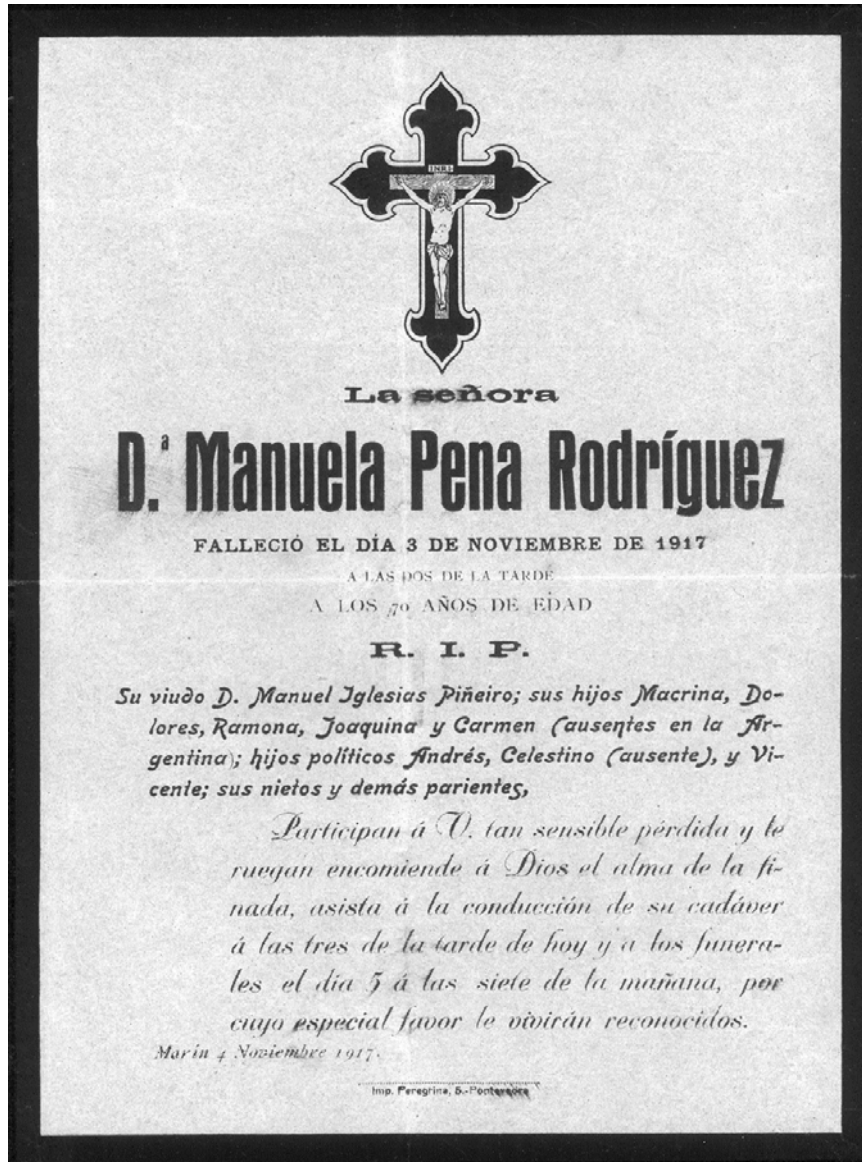 INRI
La señora
D.ª Manuela Pena Rodríguez
FALLECIÓ EL DÍA 3 DE NOVIEMBRE DE 1917
A LAS DOS DE LA TARDE
A LOS 70 AÑOS DE EDAD
R. I. P.
Su viudo D. Manuel Iglesias Piñeiro; sus hijos Macrina, Do-
lores, Ramona, Joaquina y Carmen (ausentes en la Ar-
gentina); hijos políticos Andrés, Celestino (ausente), y Vi-
cente; sus nietos y demás parientes,
Participan á V. tan sensible pérdida y le
ruegan encomiende á Dios el alma de la fi-
nada, asista á la conducción de su cadáver
á las tres de la tarde de hoy y a los funera-
les el día 5 á las siete de la mañana, por
cuyo especial favor le vivirán reconocidos.
Marín 4 Noviembre 1917.
Imp. Peregrina, 5.-Pontevedra